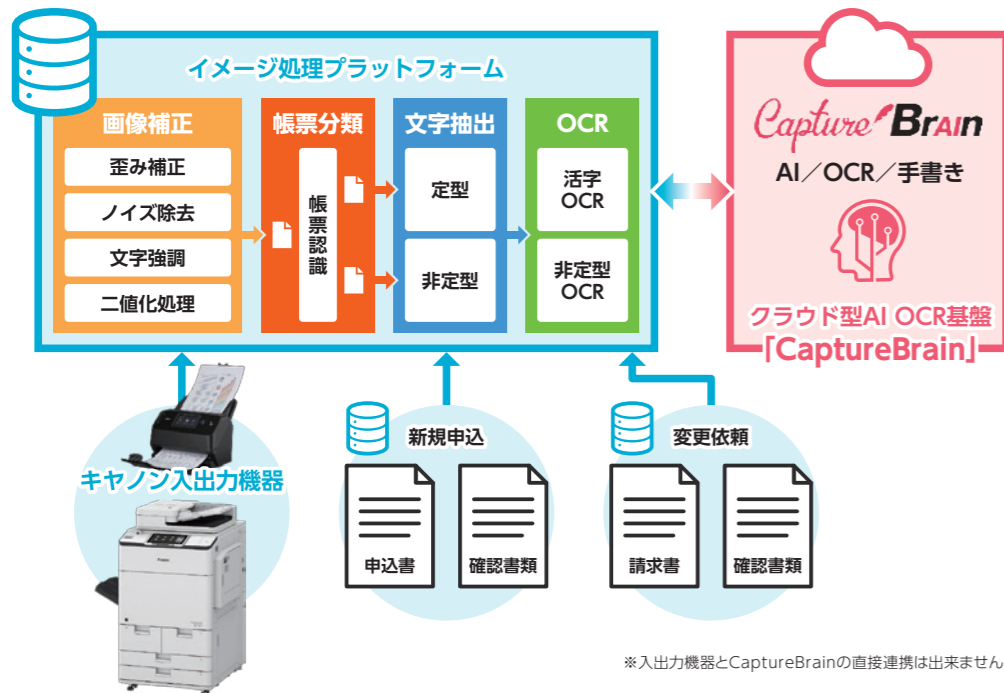 イメージ処理プラットフォーム
画像補正
歪み補正
ノイズ除去
文字強調
二値化処理
帳票分類
帳票認識
文字抽出
定型
非定型
OCR
活字
OCR
非定型
OCR
Capture Brain
AI／OCR／手書き
クラウド型AI OCR基盤
「CaptureBrain」
キヤノン入出力機器
Canon
新規申込
申込書
確認書類
変更依頼
請求書
確認書類
※入出力機器とCaptureBrainの直接連携は出来ません